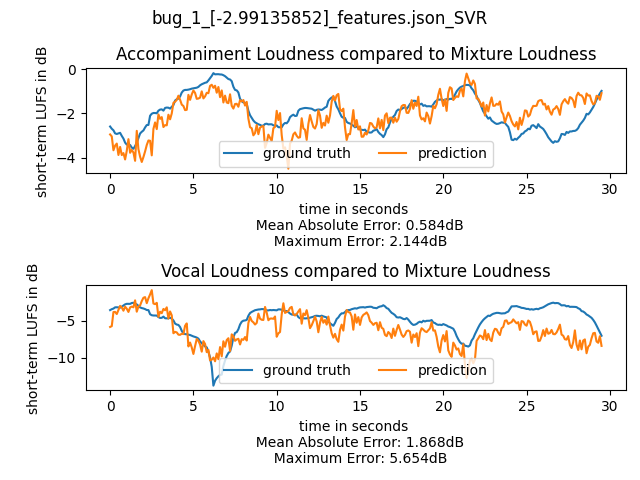 bug_1_[-2.99135852]_features.json_SVR
Accompaniment Loudness compared to Mixture Loudness
short-term LUFS in dB
0
−2
−4
ground truth
prediction
0 5 10 15 20 25 30
time in seconds
Mean Absolute Error: 0.584dB
Maximum Error: 2.144dB
Vocal Loudness compared to Mixture Loudness
short-term LUFS in dB
−5
−10
ground truth
prediction
0 5 10 15 20 25 30
time in seconds
Mean Absolute Error: 1.868dB
Maximum Error: 5.654dB